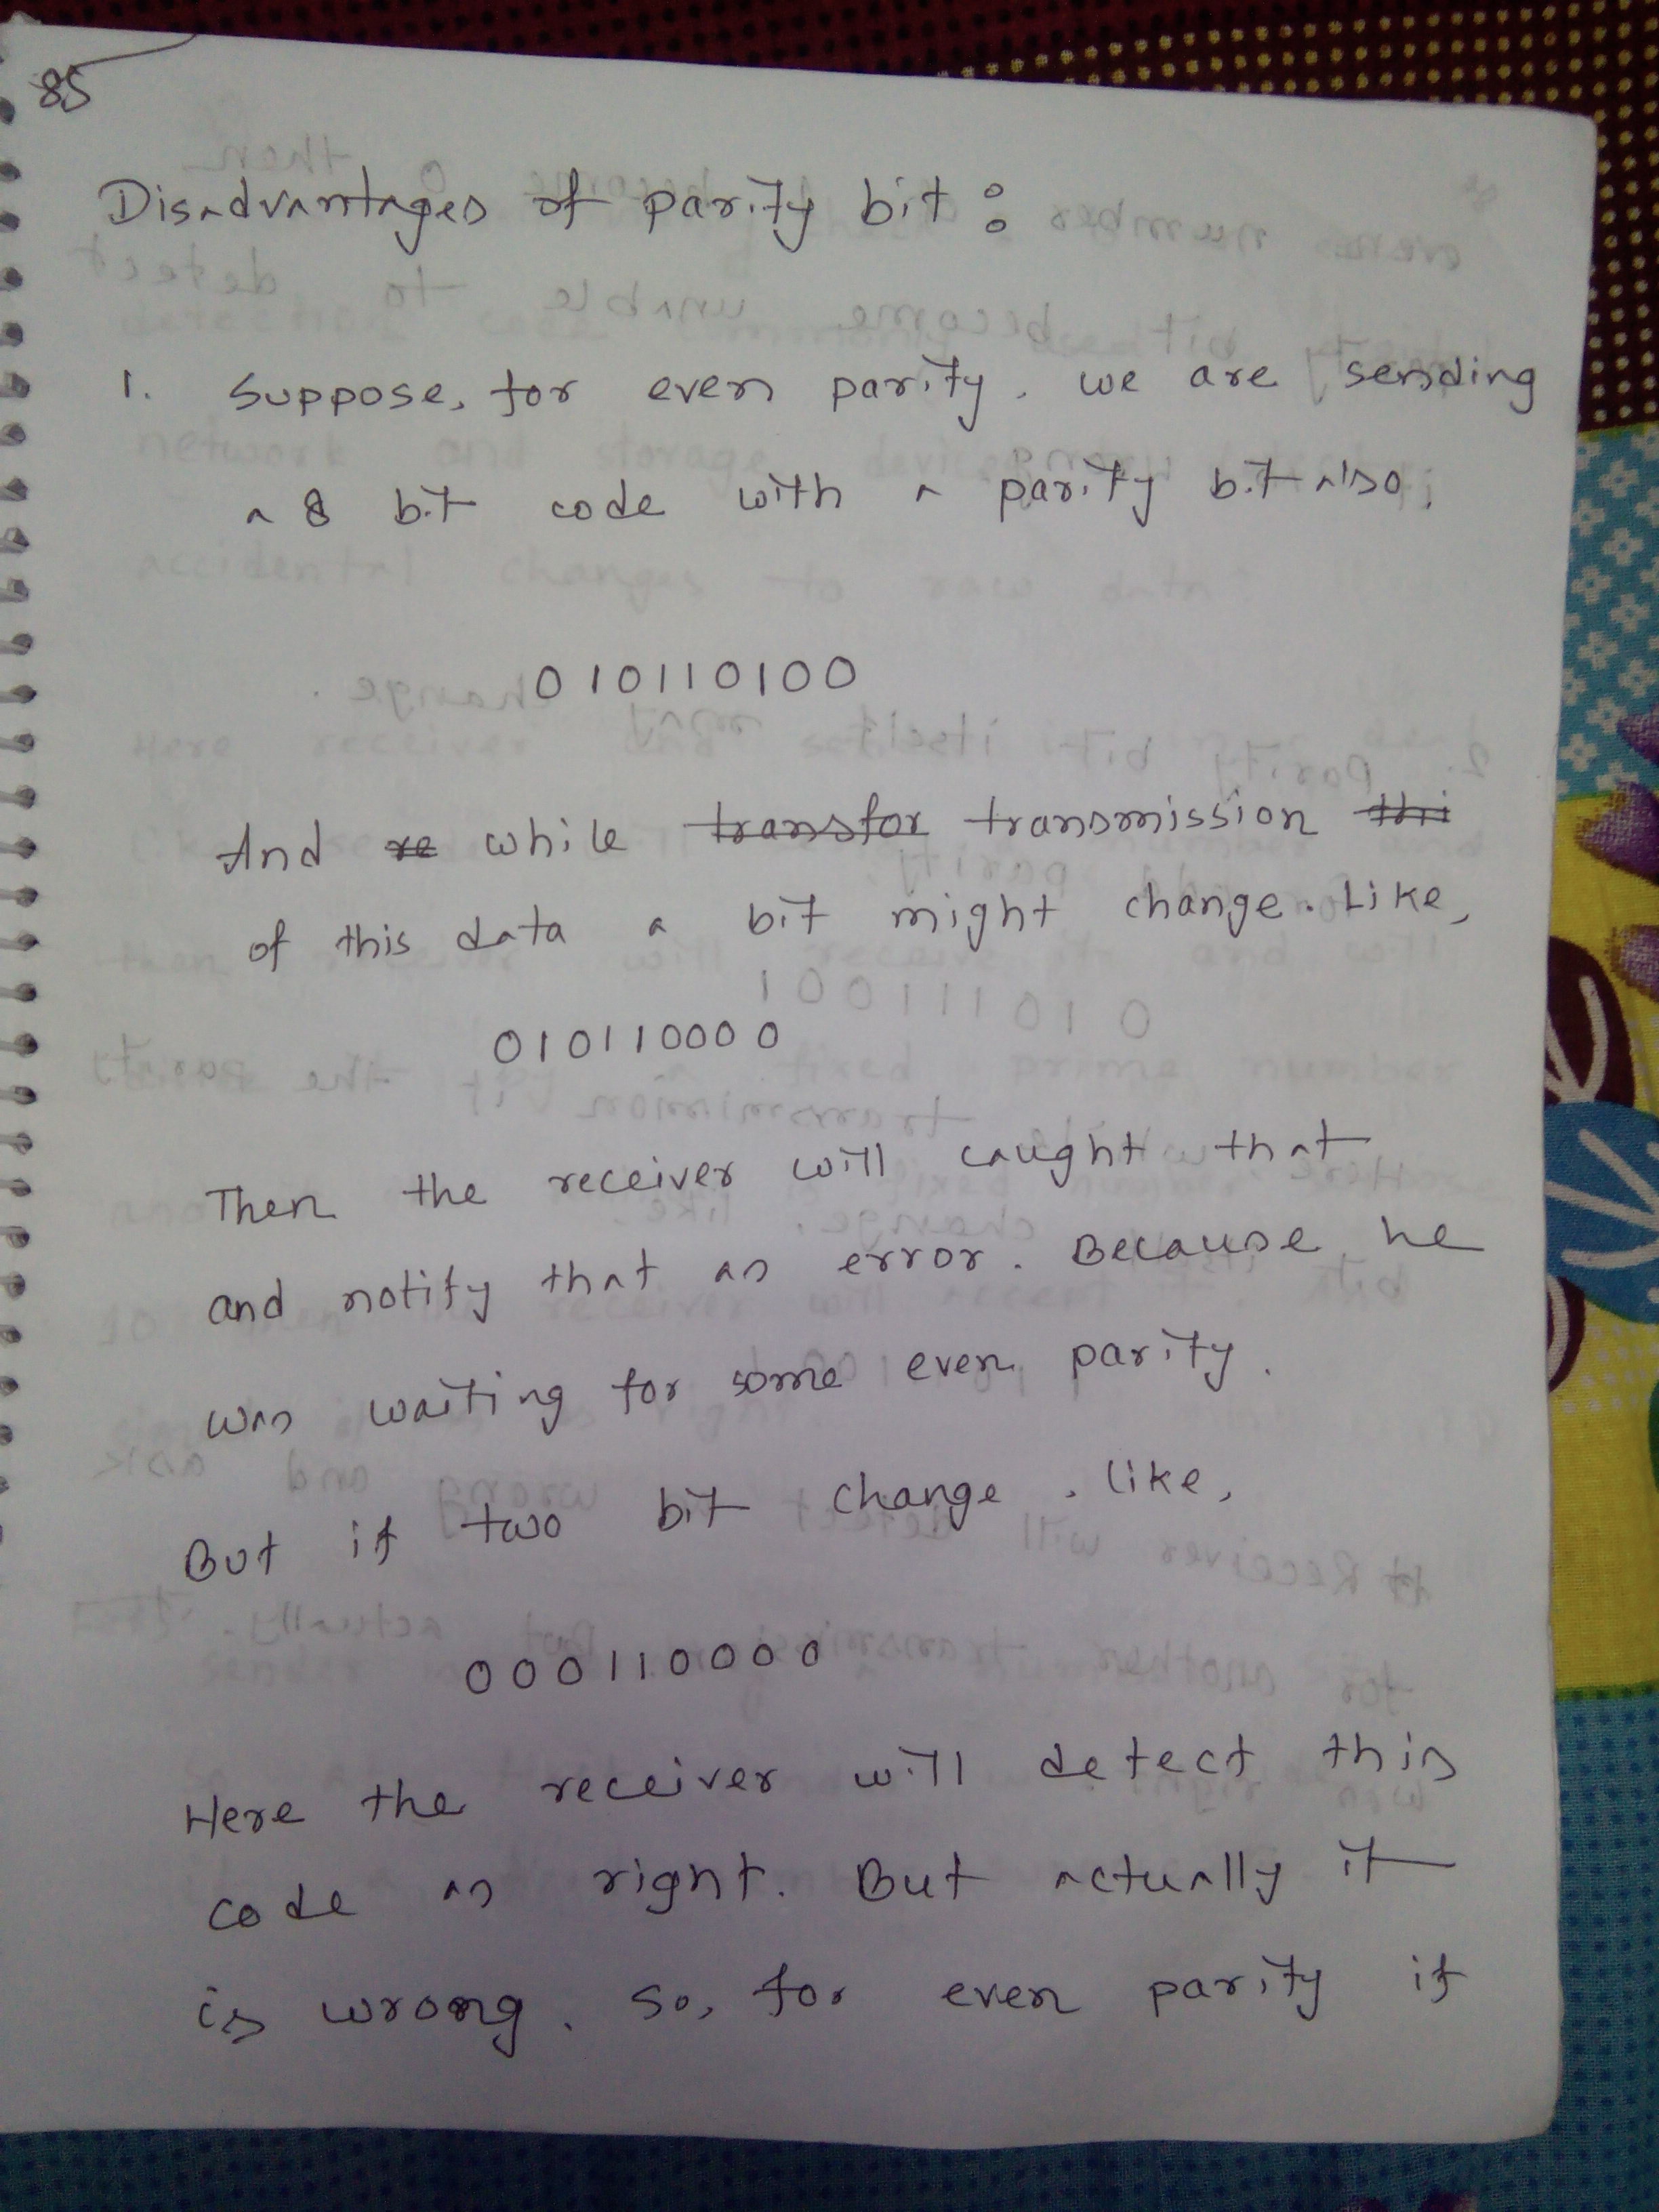 85
Disadvantages of parity bit :
1. Suppose, for even parity, we are sending
a 8 bit code with a parity bit also;
010110100
And re while transfor transmission thi
of this data a bit might change. Like,
010110000
Then the receiver will caught that
and notify that as error. Because he
was waiting for some even parity.
But if two bit change. like,
000110000
Here the receiver will detect this
code as right. But actually it
is wrong. So, for even parity if